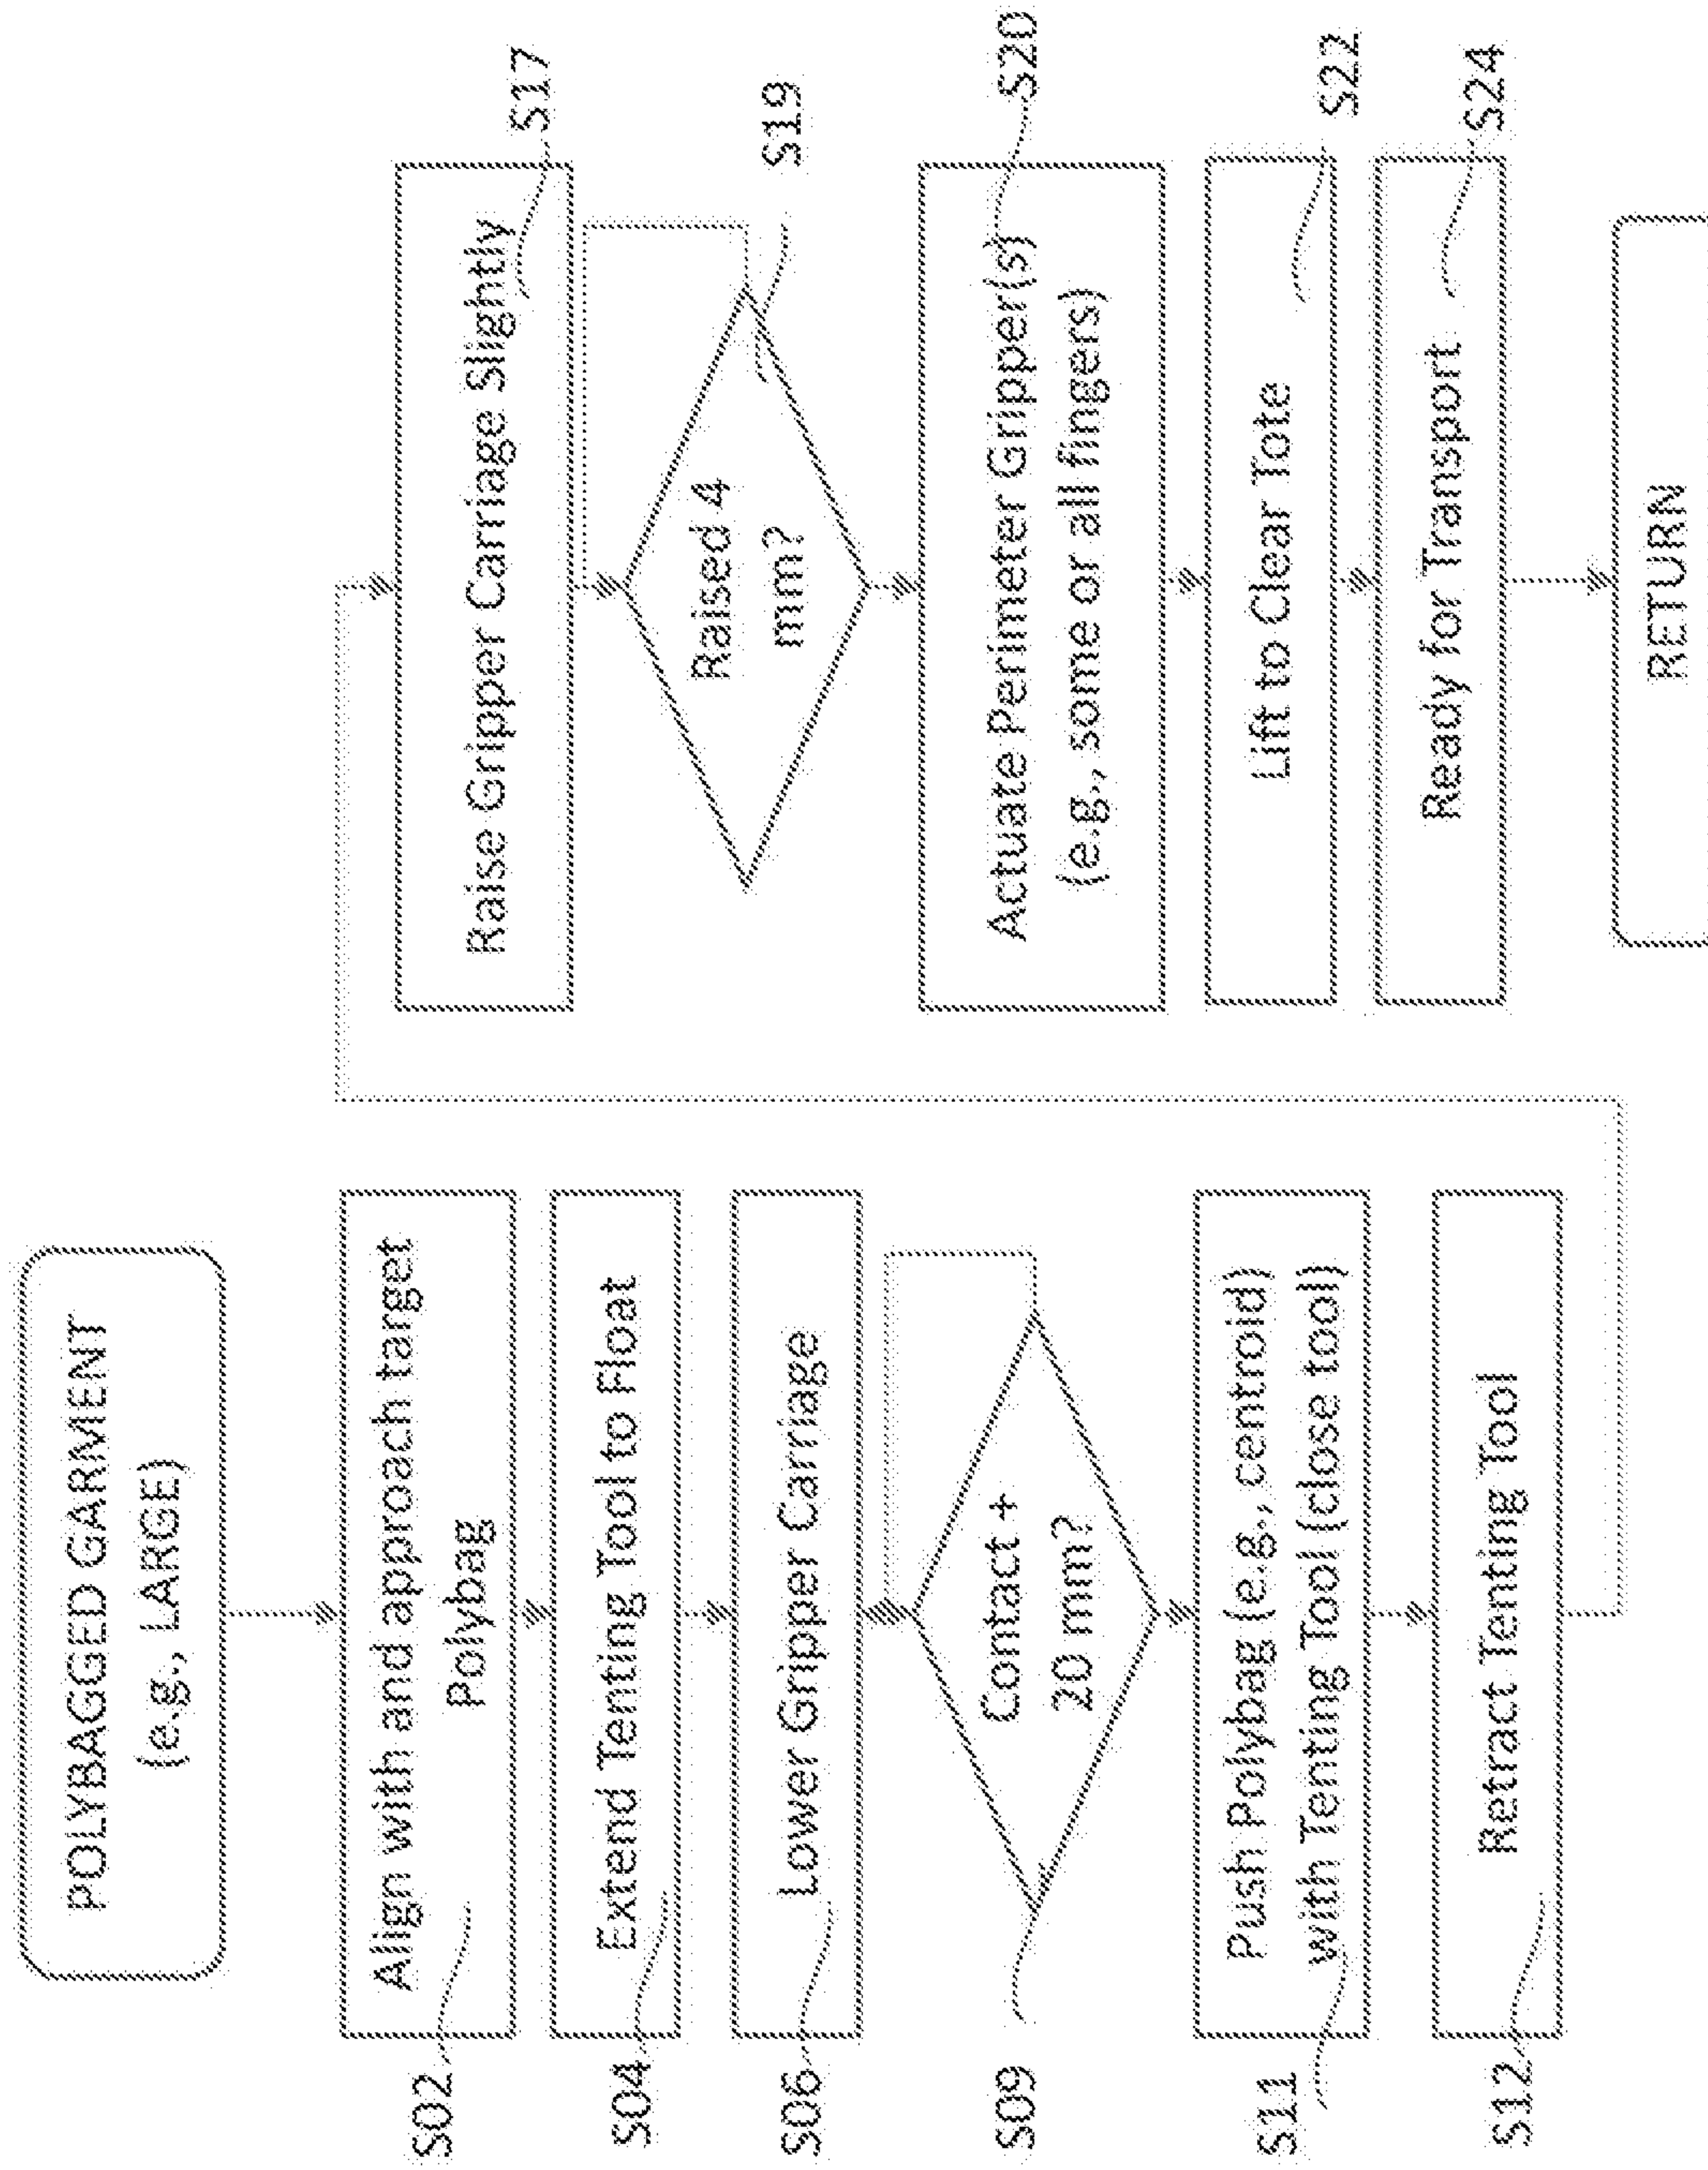 POLYBAGGED GARMENT
(e.g., LARGE)
S02
Align with and approach target
Polybag
S04
Extend Tenting Tool to Float
S06
Lower Gripper Carriage
S09
Contact +
20 mm?
S11
Push Polybag (e.g., centroid)
with Tenting Tool (close tool)
S12
Retract Tenting Tool
S17
Raise Gripper Carriage Slightly
S19
Raised 4
mm?
S20
Actuate Perimeter Gripper(s)
(e.g., some or all fingers)
S22
Lift to Clear Tote
S24
Ready for Transport
RETURN